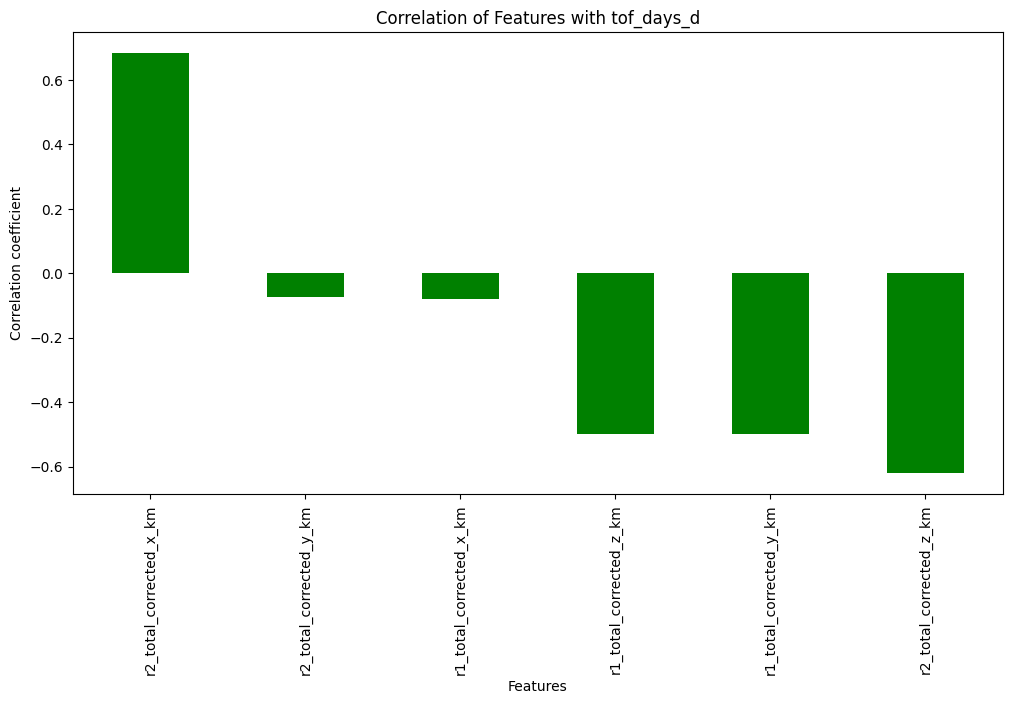 Correlation of Features with tof_days_d
Correlation coefficient
0.6
0.4
0.2
0.0
−0.2
−0.4
−0.6
r2_total_corrected_x_km
r2_total_corrected_y_km
r1_total_corrected_x_km
r1_total_corrected_z_km
r1_total_corrected_y_km
r2_total_corrected_z_km
Features